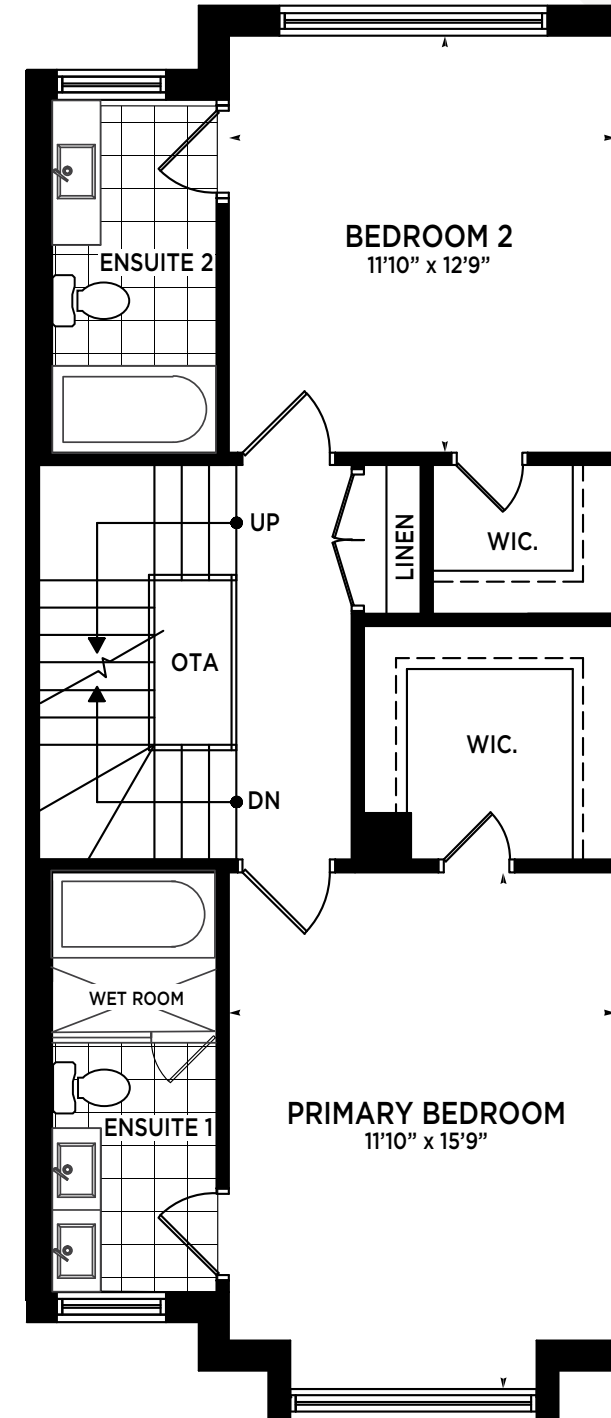 BEDROOM 2
11'10” x 12'9”
ENSUITE 2
UP
LINEN
WIC.
OTA
WIC.
DN
WET ROOM
PRIMARY BEDROOM
11'10” x 15'9”
ENSUITE 1